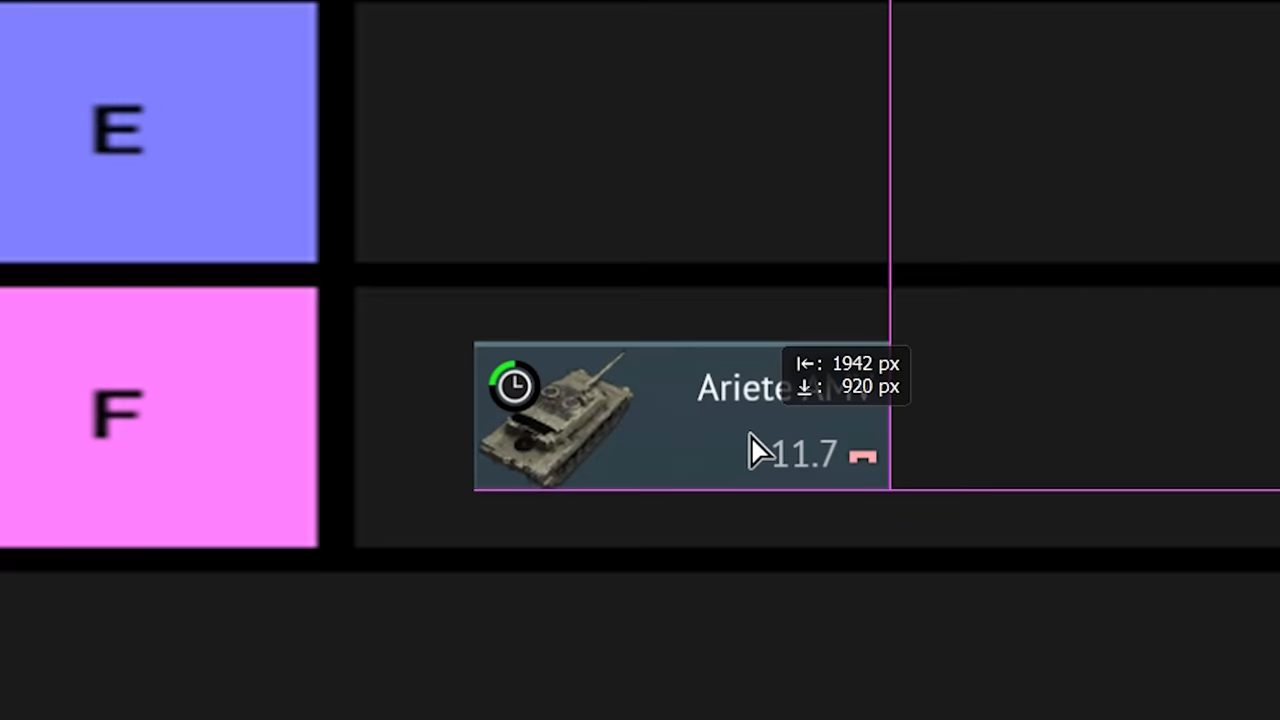 E
F
Ariete
11.7
|←: 1942 px
↓: 920 px